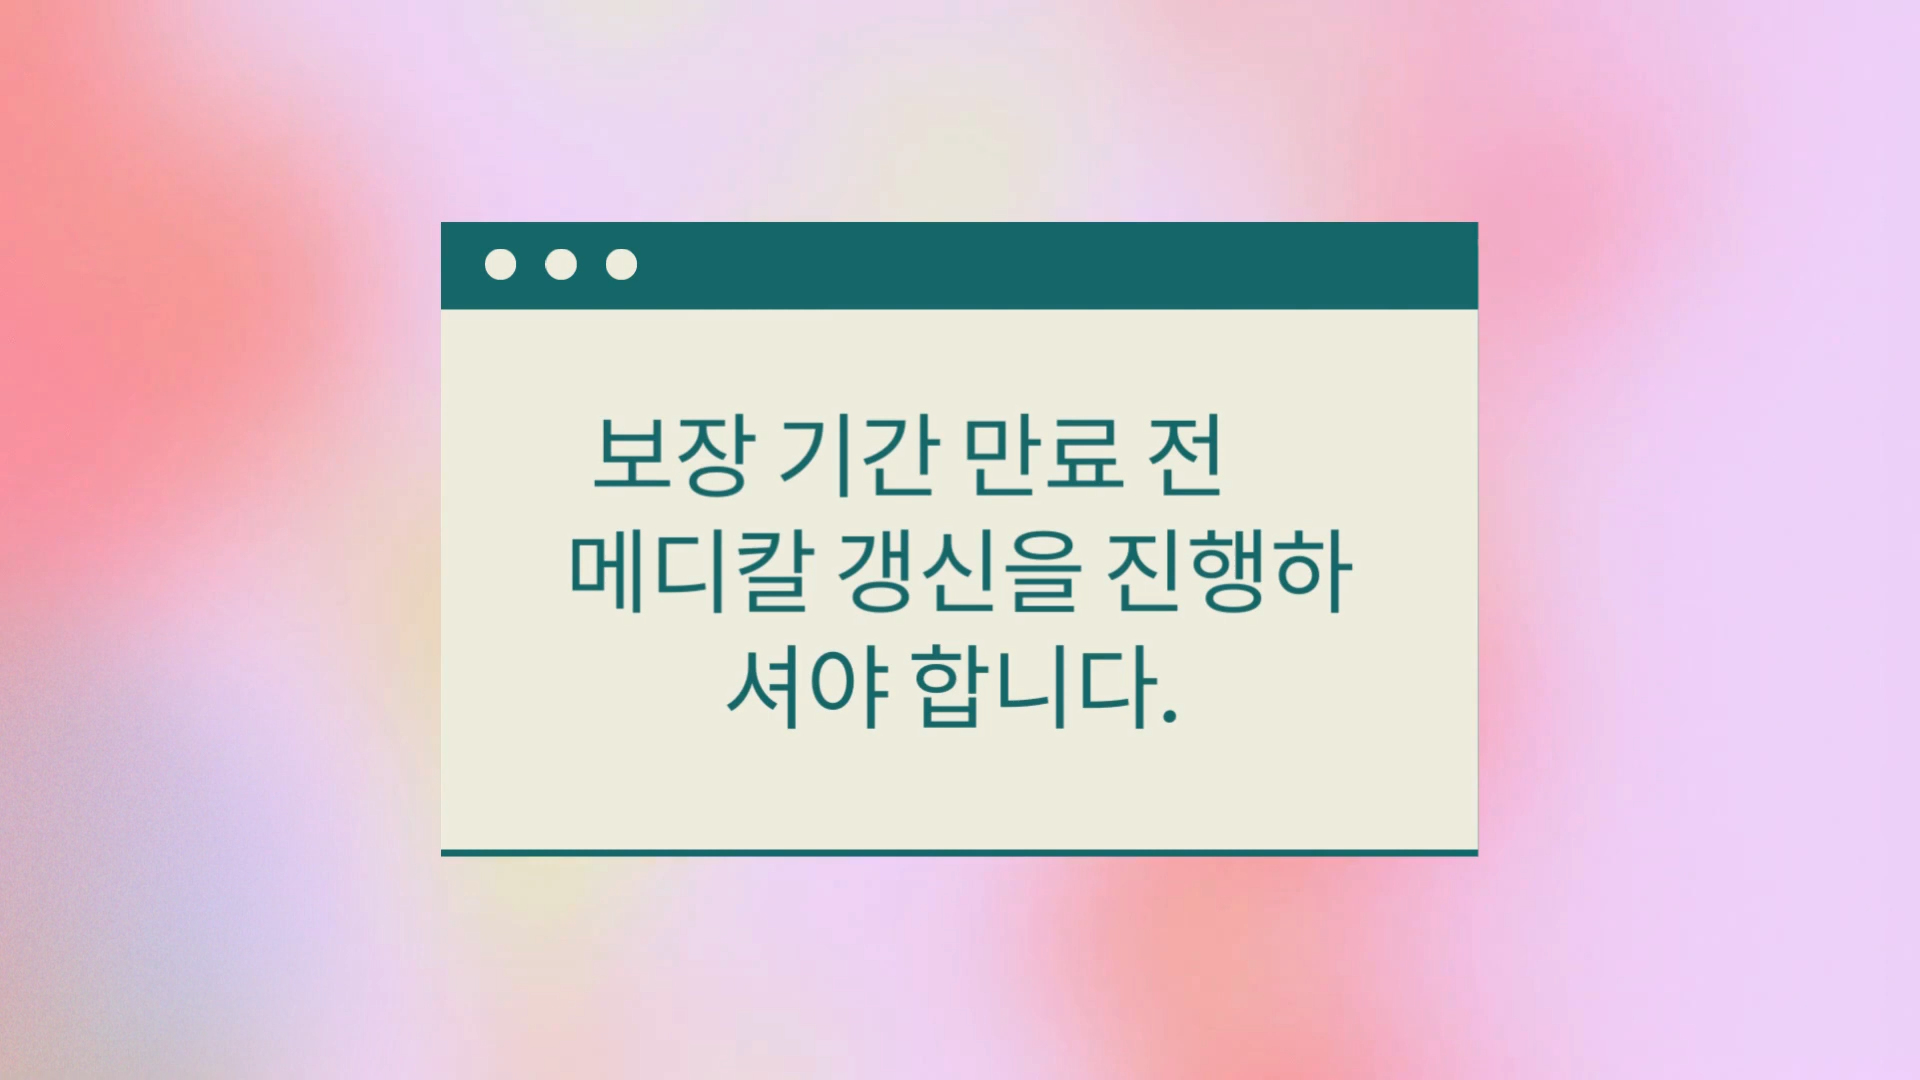 보장 기간 만료 전
메디칼 갱신을 진행하
셔야 합니다.